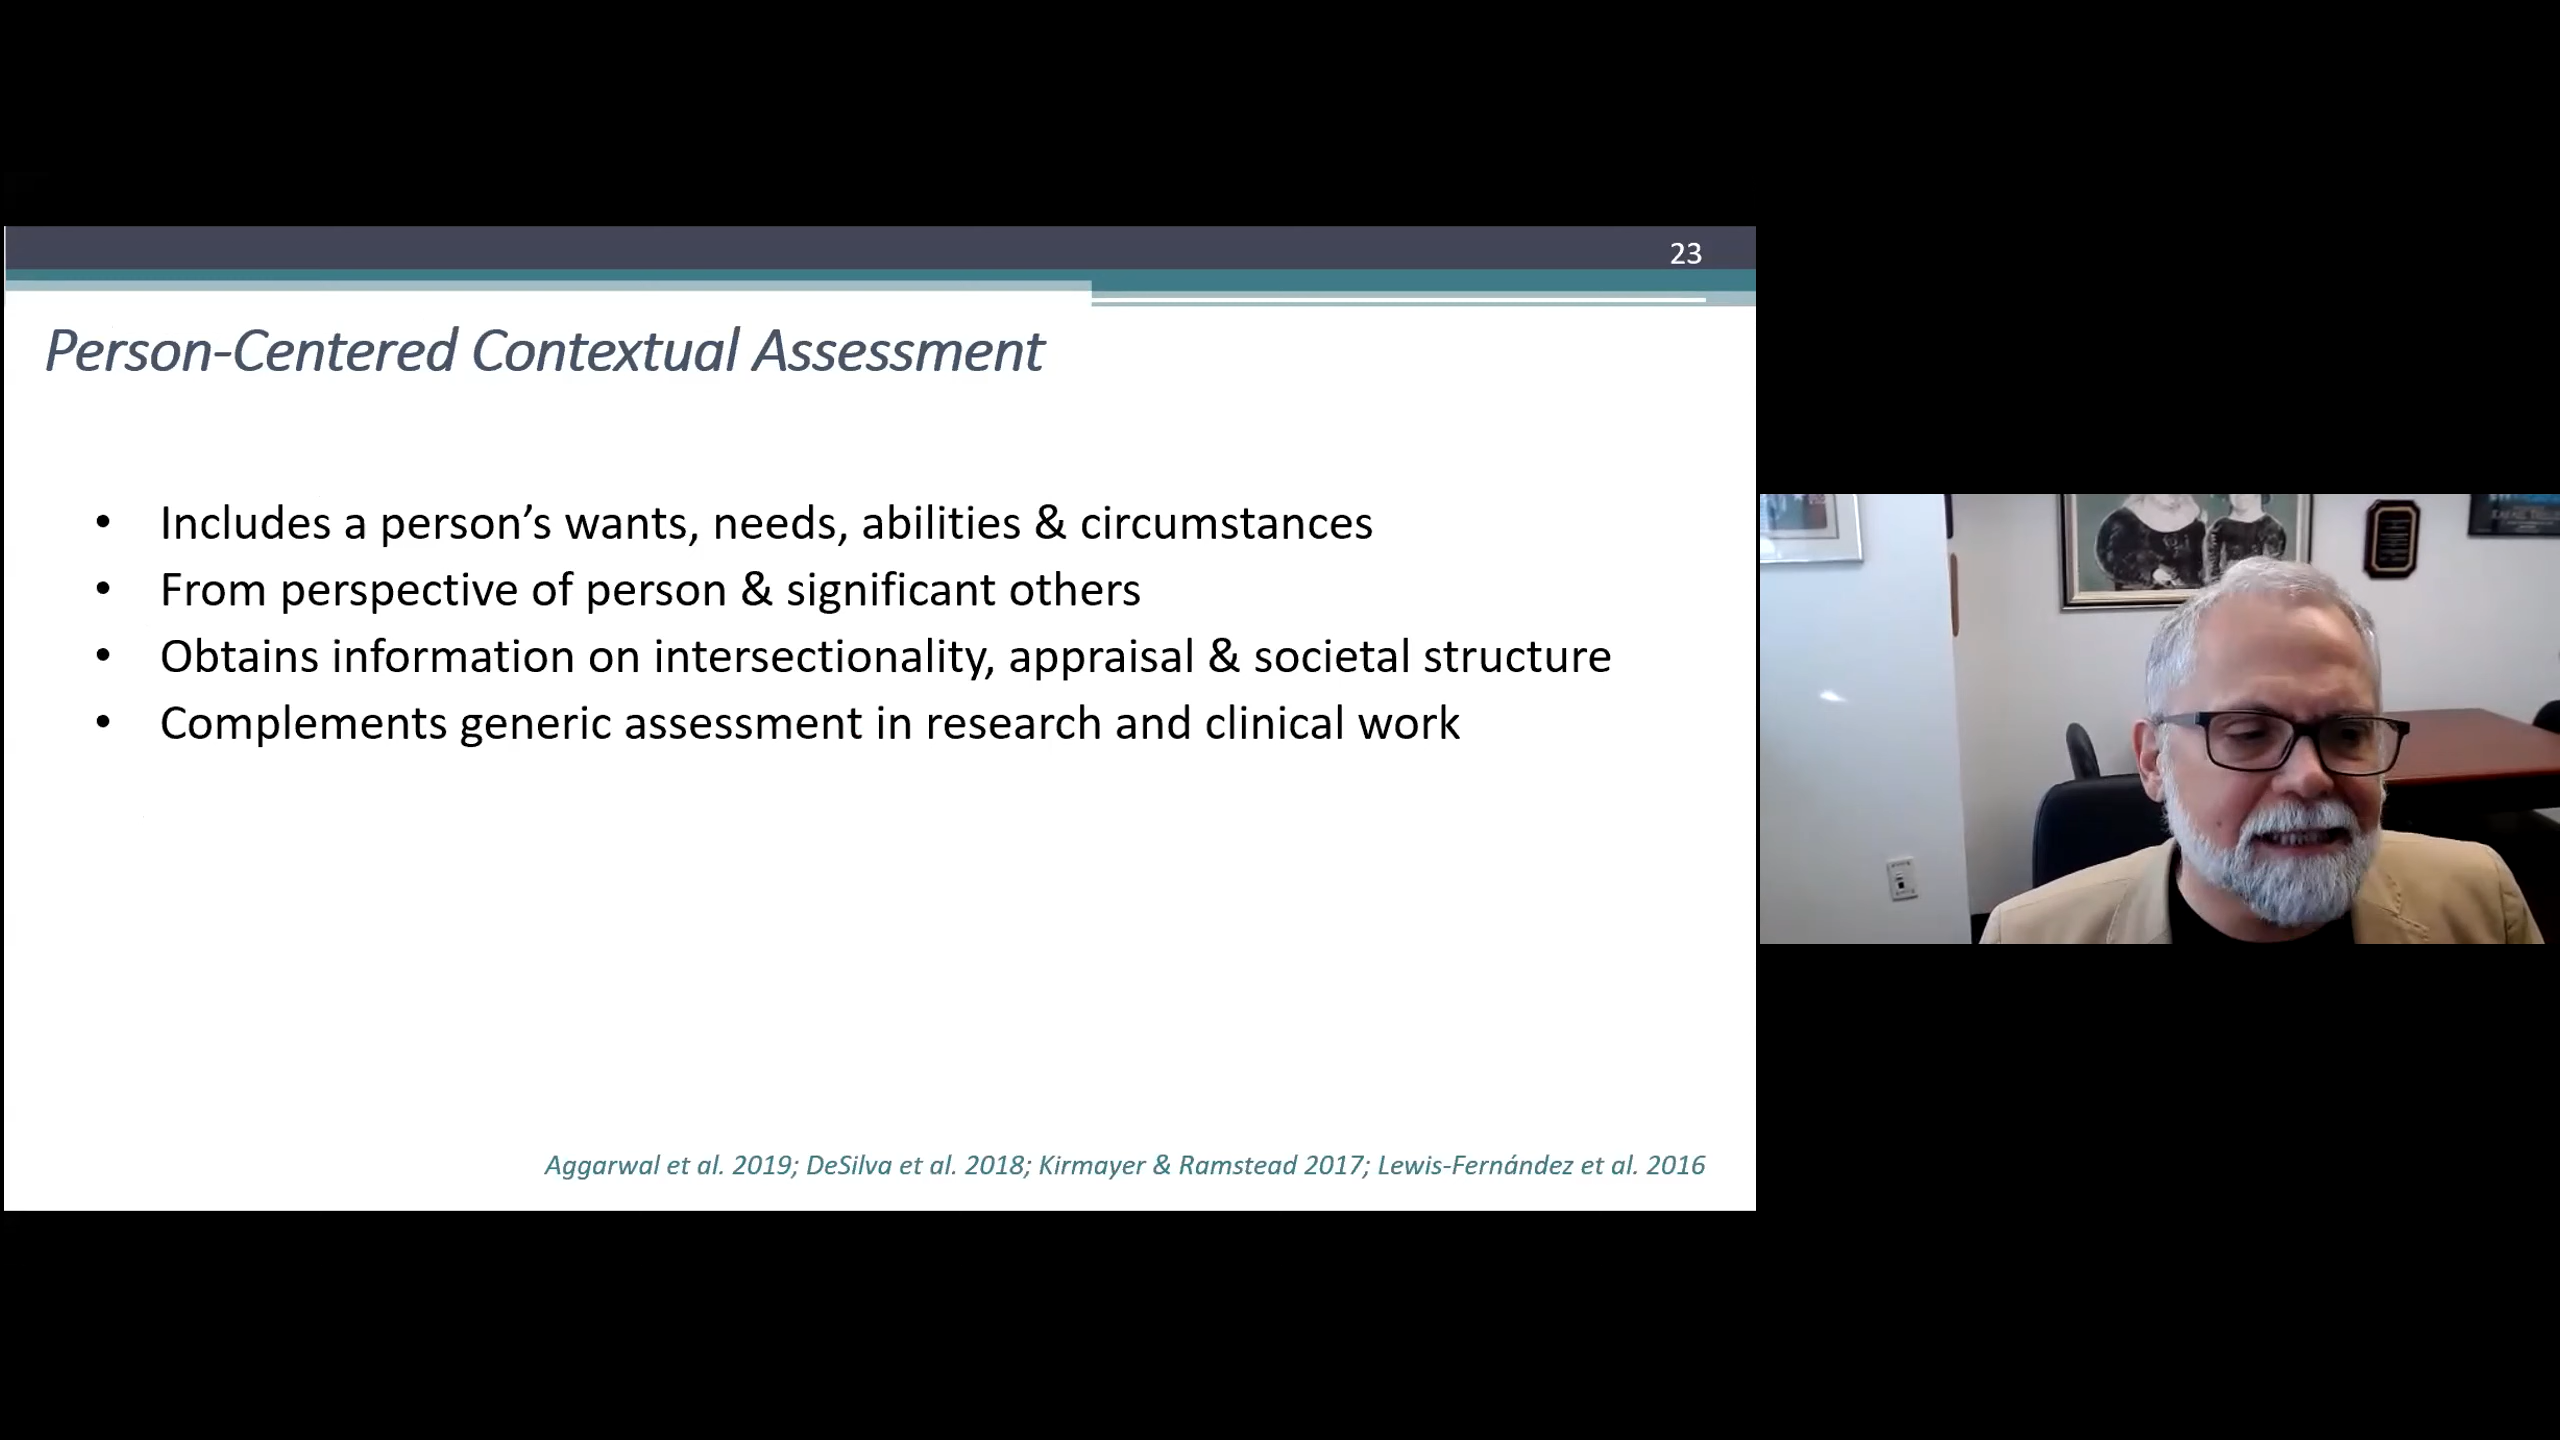 23
Person-Centered Contextual Assessment
• Includes a person’s wants, needs, abilities & circumstances
• From perspective of person & significant others
• Obtains information on intersectionality, appraisal & societal structure
• Complements generic assessment in research and clinical work
Aggarwal et al. 2019; DeSilva et al. 2018; Kirmayer & Ramstead 2017; Lewis-Fernández et al. 2016